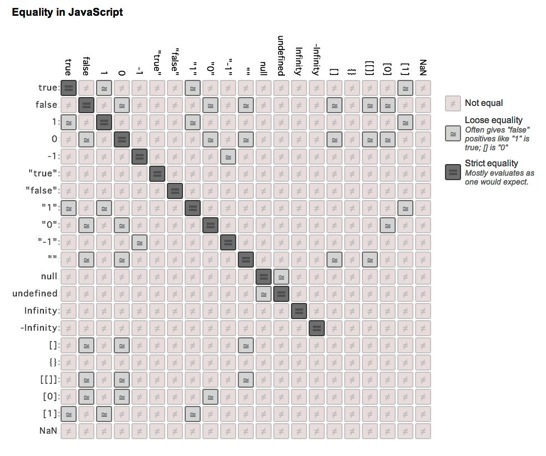 Equality in JavaScript
true false 1 0 -1 "true" "false" "1" "0" "-1" "" null undefined Infinity -Infinity [] {} [[]] [0] [1] NaN
true:
false
1:
0
-1:
"true":
"false":
"1":
"0":
"-1":
""
null
undefined
Infinity:
-Infinity:
[]:
{}:
[[]]:
[0]:
[1]:
NaN
Not equal
Loose equality
Often gives "false"
positives like "1" is
true; [] is "0"
Strict equality
Mostly evaluates as
one would expect.